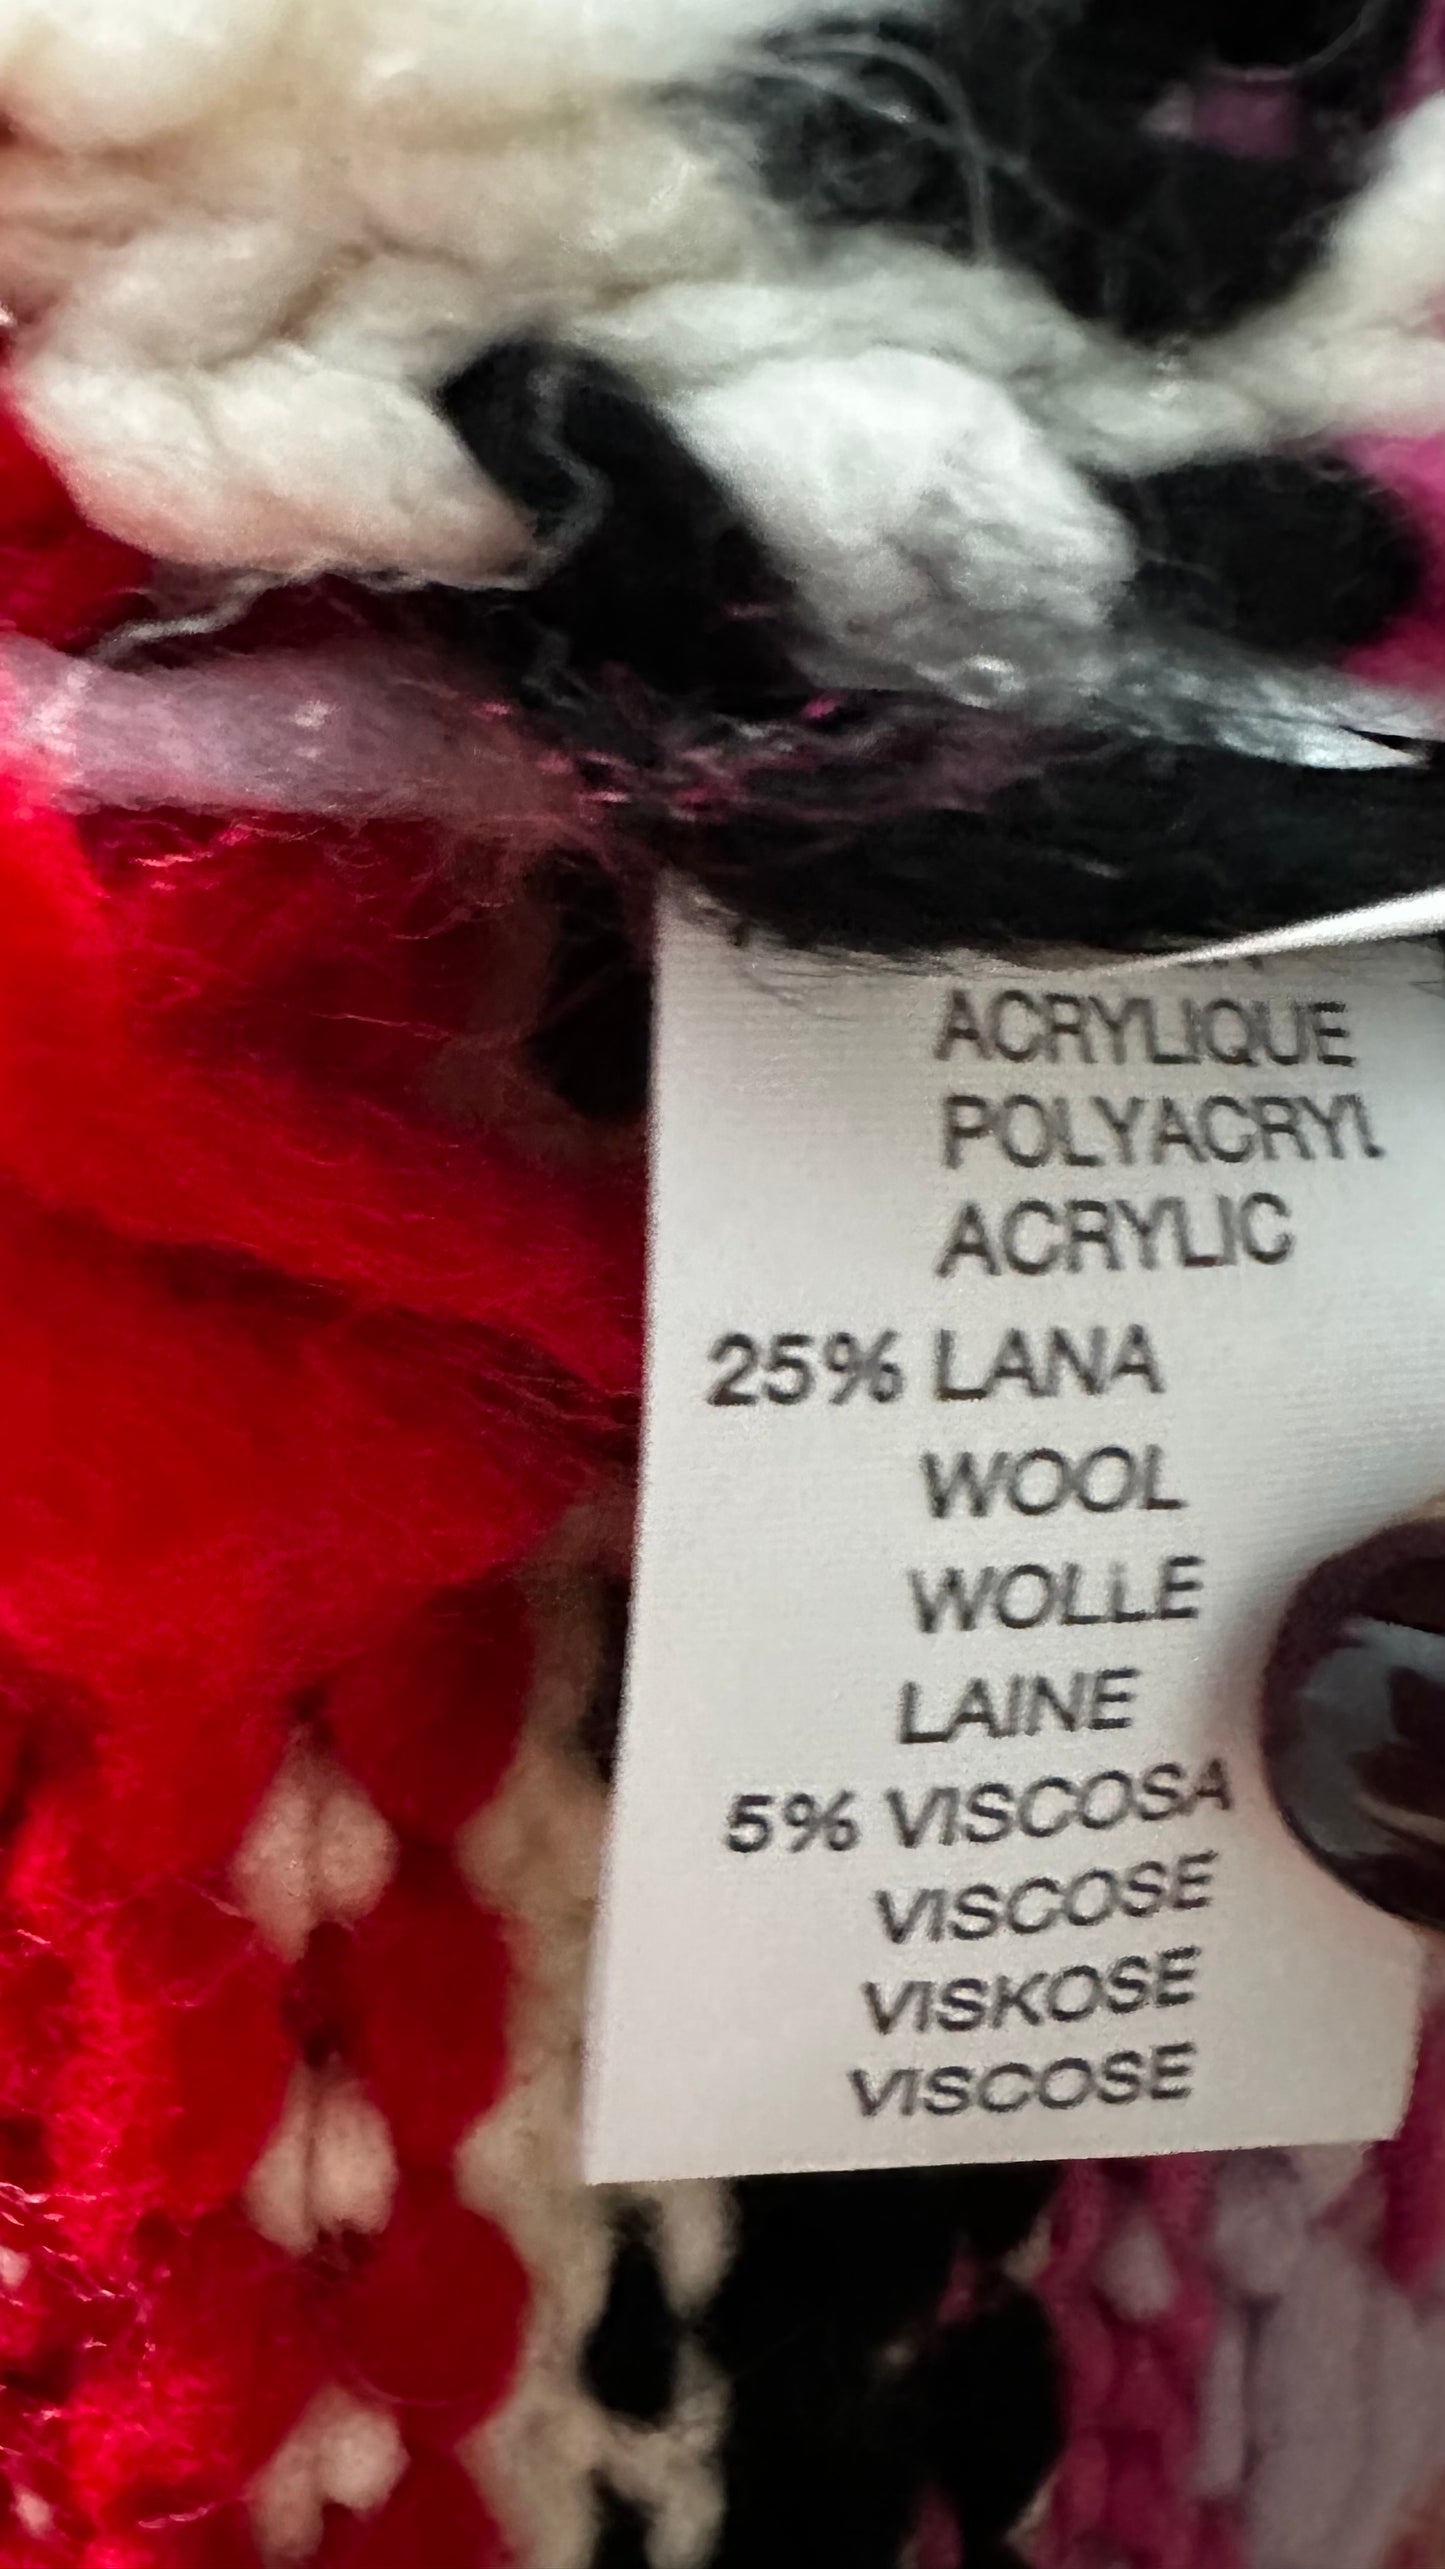 ACRYLIQUE
POLYACRYL
ACRYLIC
25% LANA
WOOL
WOLLE
LAINE
5% VISCOSA
VISCOSE
VISKOSE
VISCOSE